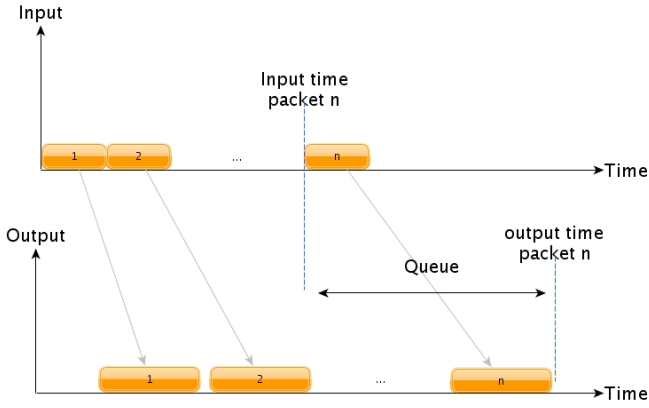 Input
Input time
packet n
1
2
...
n
Time
Output
output time
packet n
Queue
1
2
...
n
Time